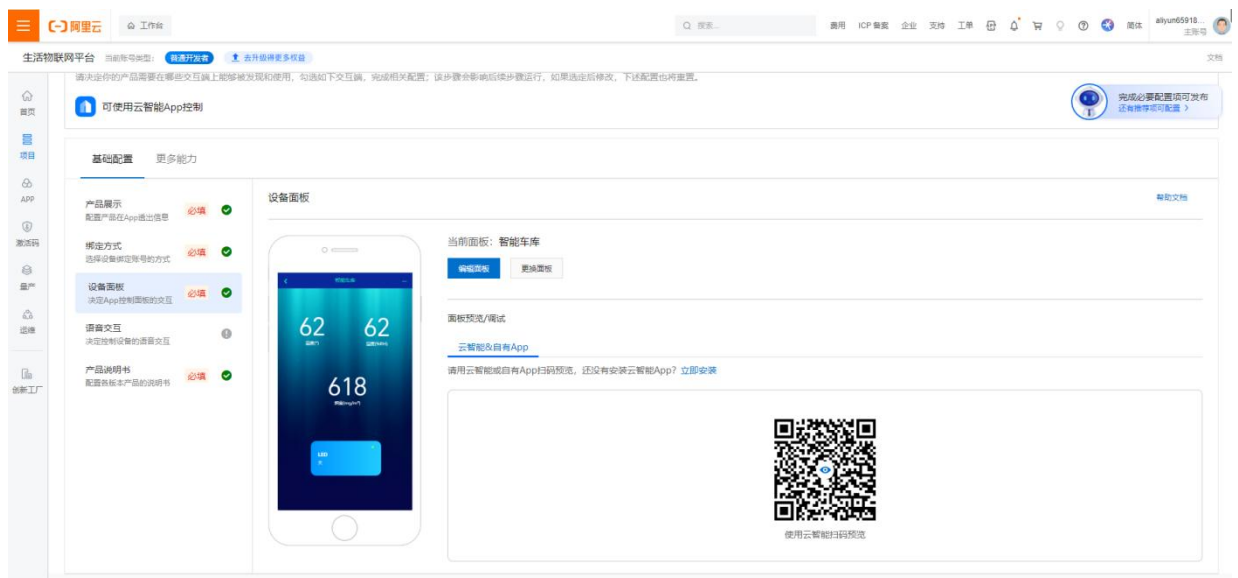 阿里云
工作台
搜索...
费用 ICP 备案 企业 支持 工单
简体
aliyun65918...
主账号
生活物联网平台 当前账号类型: 普通开发者 去升级得更多权益
文档
请决定你的产品需要在哪些交互端上能够被发现和使用,勾选如下交互端,完成相关配置;该步骤会影响后续步骤运行,如果选定后修改,下述配置也将重置。
可使用云智能App控制
完成必要配置项可发布
还有推荐项可配置 >
首页
项目
APP
激活码
量产
运维
创新工厂
基础配置 更多能力
产品展示
配置产品在App透出信息
必填
绑定方式
选择设备绑定账号的方式
必填
设备面板
决定App控制面板的交互
必填
语音交互
决定控制设备的语音交互
产品说明书
配置各版本产品的说明书
必填
设备面板
帮助文档
智能车库
62 62
618
LED
当前面板:智能车库
编辑面板 更换面板
面板预览/调试
云智能&自有App
请用云智能或自有App扫码预览,还没有安装云智能App? 立即安装
使用云智能扫码预览